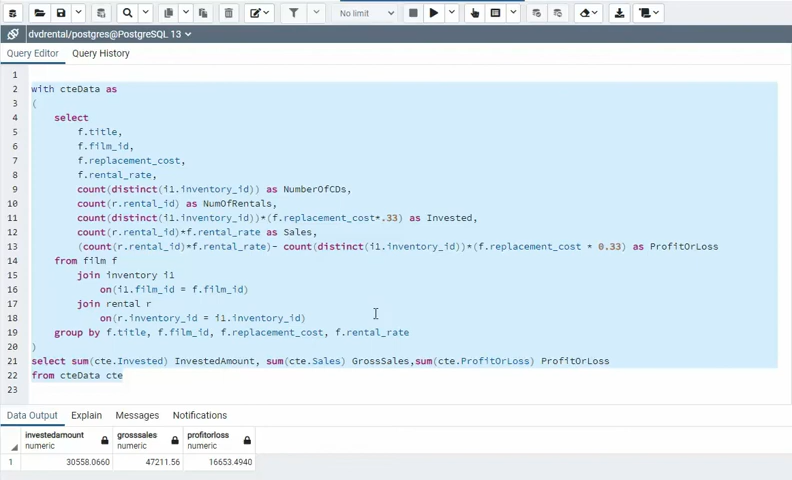 No limit
dvdrental/postgres@PostgreSQL 13
Query Editor Query History
1
2 with cteData as
3 (
4 select
5 f.title,
6 f.film_id,
7 f.replacement_cost,
8 f.rental_rate,
9 count(distinct(i1.inventory_id)) as NumberOfCDs,
10 count(r.rental_id) as NumOfRentals,
11 count(distinct(i1.inventory_id))*(f.replacement_cost*.33) as Invested,
12 count(r.rental_id)*f.rental_rate as Sales,
13 (count(r.rental_id)*f.rental_rate)- count(distinct(i1.inventory_id))*(f.replacement_cost * 0.33) as ProfitOrLoss
14 from film f
15 join inventory i1
16 on(i1.film_id = f.film_id)
17 join rental r
18 on(r.inventory_id = i1.inventory_id)
19 group by f.title, f.film_id, f.replacement_cost, f.rental_rate
20 )
21 select sum(cte.Invested) InvestedAmount, sum(cte.Sales) GrossSales,sum(cte.ProfitOrLoss) ProfitOrLoss
22 from cteData cte
23
Data Output Explain Messages Notifications
investedamount grosssales profitorloss
numeric numeric numeric
1 30558.0660 47211.56 16653.4940